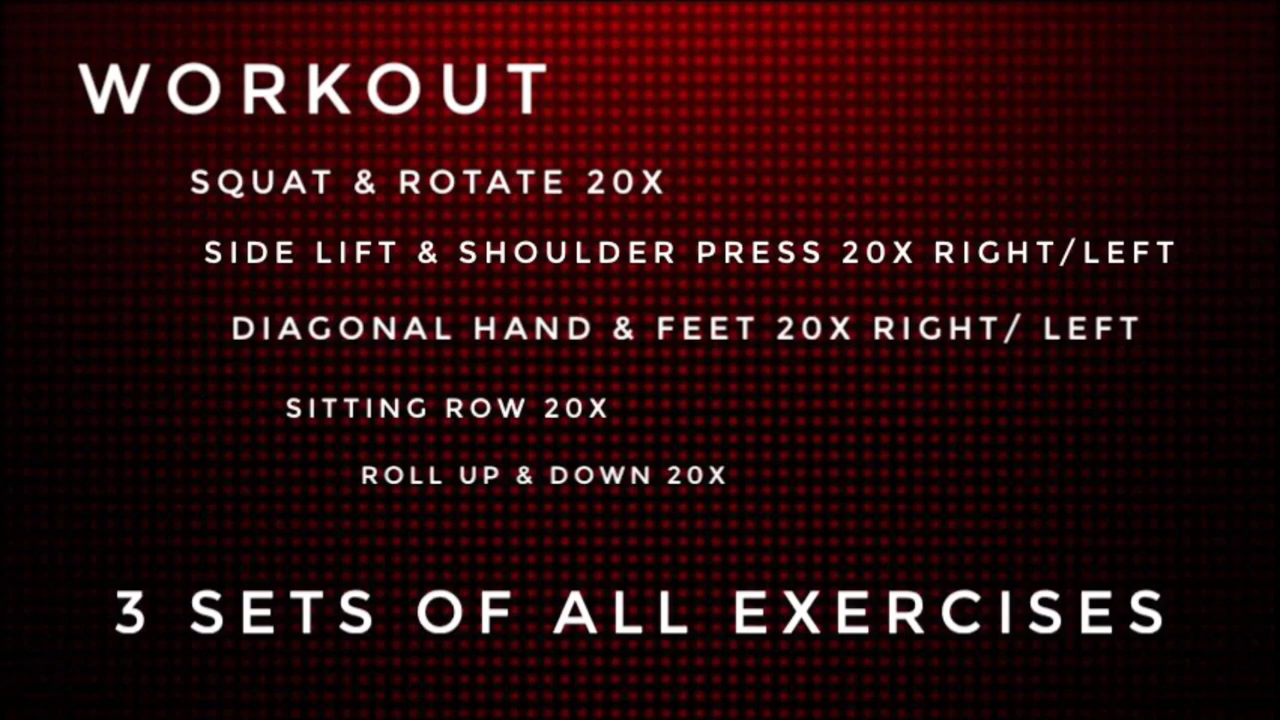 WORKOUT
SQUAT & ROTATE 20X
SIDE LIFT & SHOULDER PRESS 20X RIGHT/LEFT
DIAGONAL HAND & FEET 20X RIGHT/ LEFT
SITTING ROW 20X
ROLL UP & DOWN 20X
3 SETS OF ALL EXERCISES